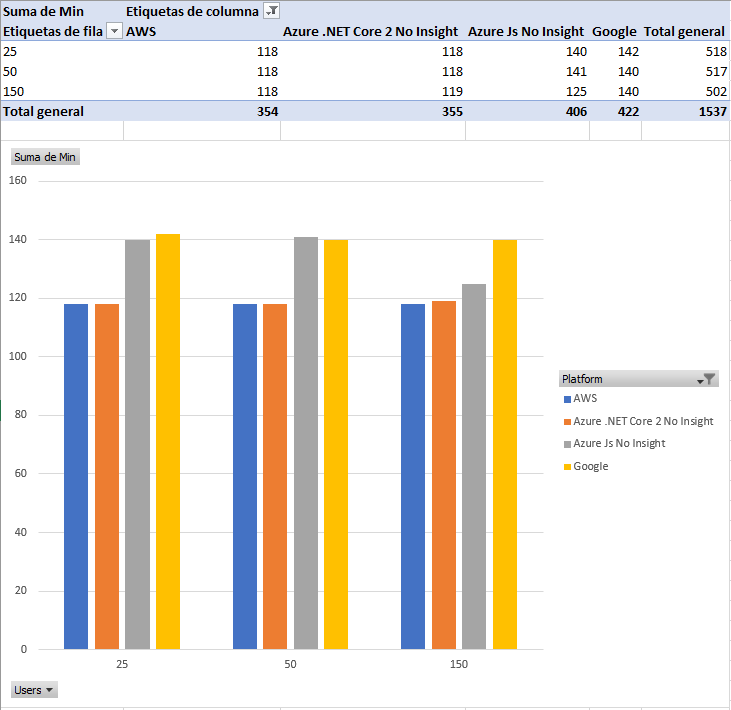 Suma de Min Etiquetas de columna
Etiquetas de fila AWS Azure .NET Core 2 No Insight Azure Js No Insight Google Total general
25 118 118 140 142 518
50 118 118 141 140 517
150 118 119 125 140 502
Total general 354 355 406 422 1537
Suma de Min
160
140
120
100
80
60
40
20
0
25 50 150
Platform
AWS
Azure .NET Core 2 No Insight
Azure Js No Insight
Google
Users